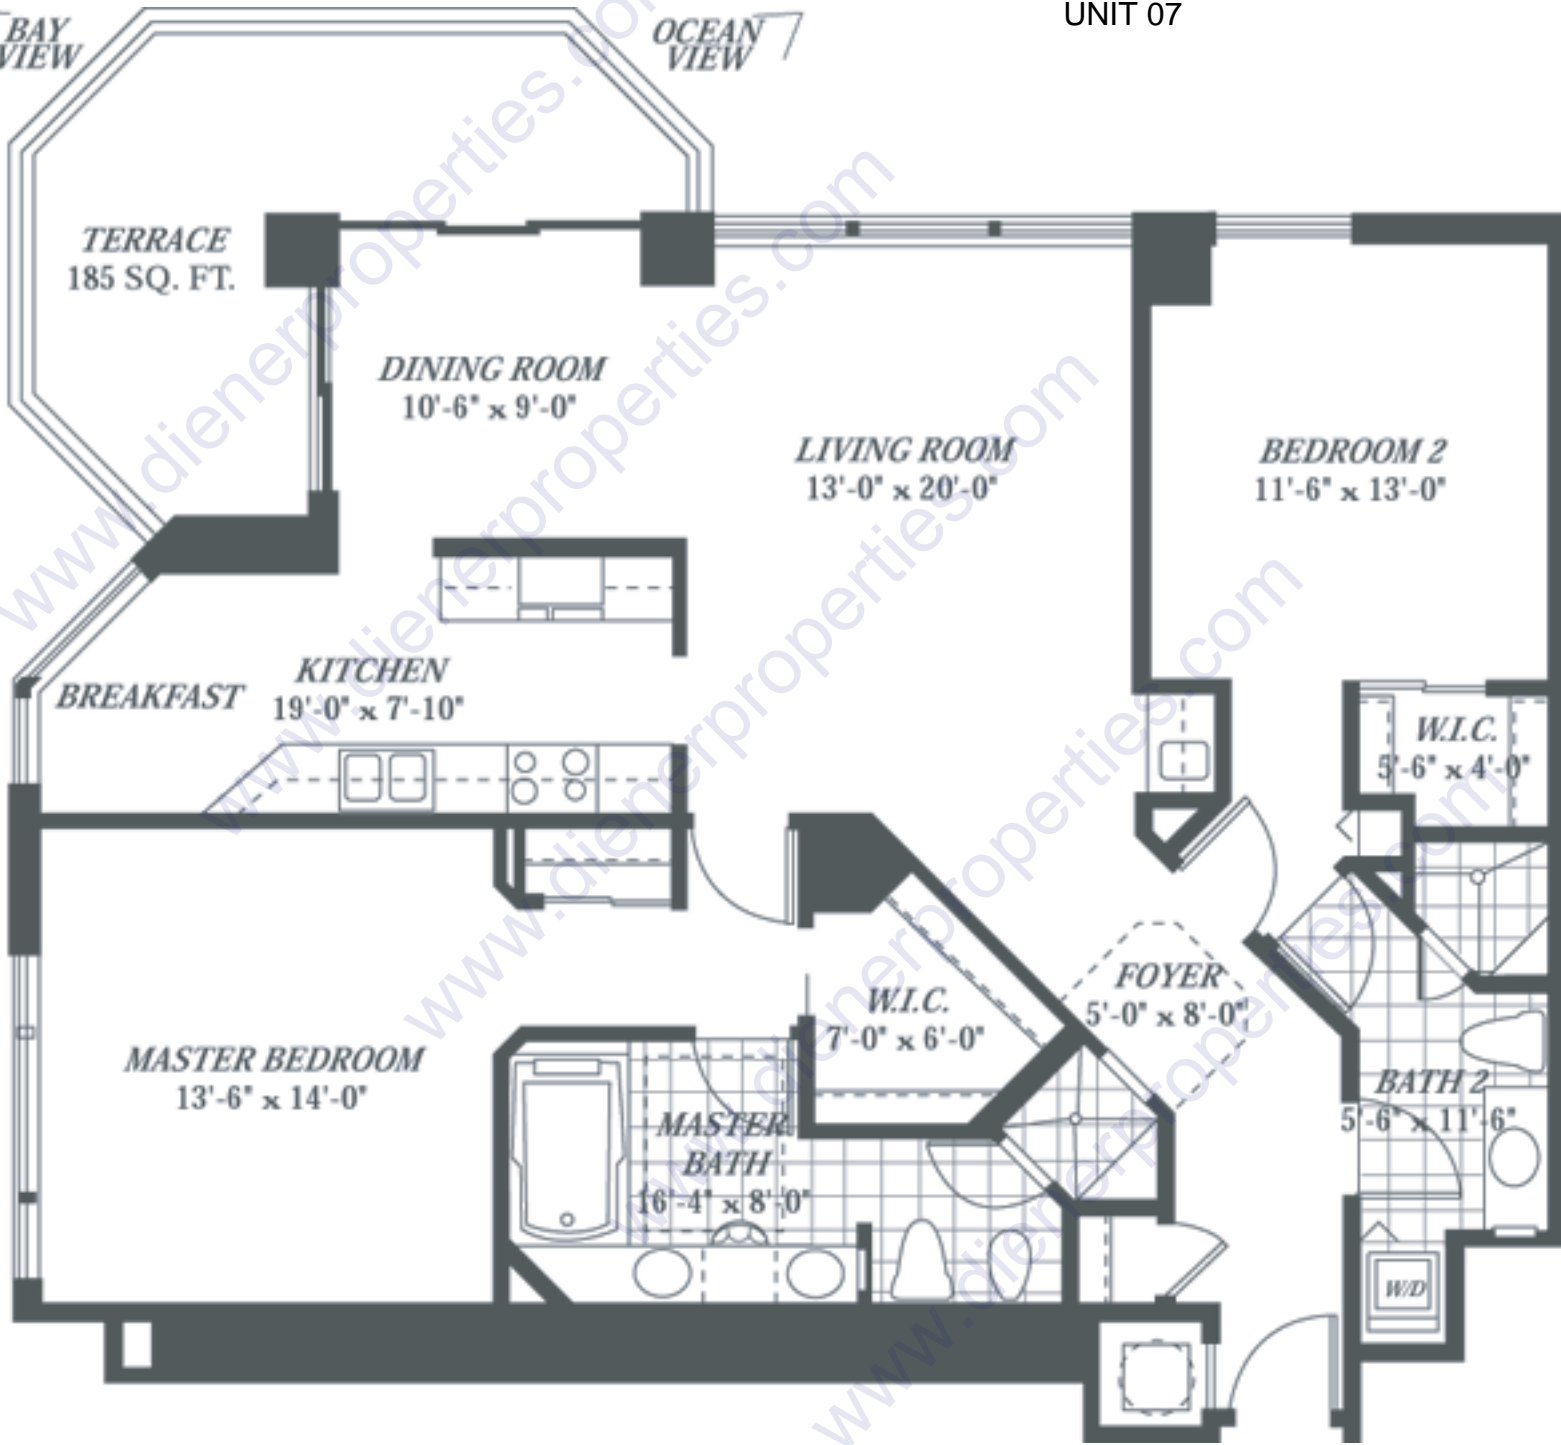 UNIT 07
BAY
VIEW
OCEAN
VIEW
TERRACE
185 SQ. FT.
DINING ROOM
10'-6" x 9'-0"
LIVING ROOM
13'-0" x 20'-0"
BEDROOM 2
11'-6" x 13'-0"
KITCHEN
19'-0" x 7'-10"
BREAKFAST
W.I.C.
5'-6" x 4'-0"
MASTER BEDROOM
13'-6" x 14'-0"
W.I.C.
7'-0" x 6'-0"
FOYER
5'-0" x 8'-0"
MASTER
BATH
16'-4" x 8'-0"
BATH 2
5'-6" x 11'-6"
W/D
www.dienerproperties.com
www.dienerproperties.com
www.dienerproperties.com
www.dienerproperties.com
www.dienerproperties.com